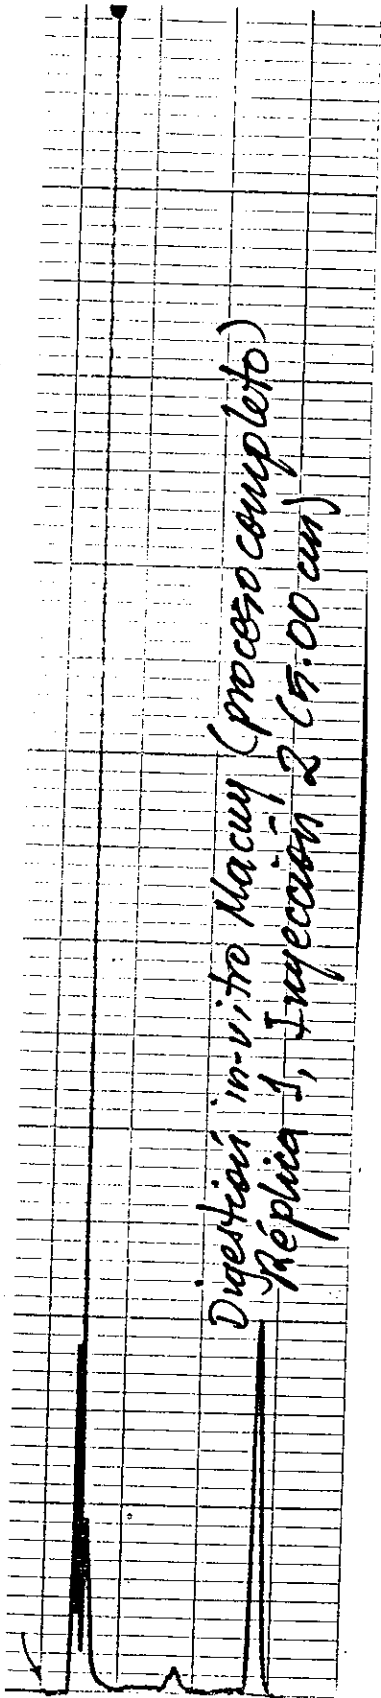 Digestión in-vitro Macuy (proceso completo)
Réplica 1, Inyección 2 (5.00 cm)